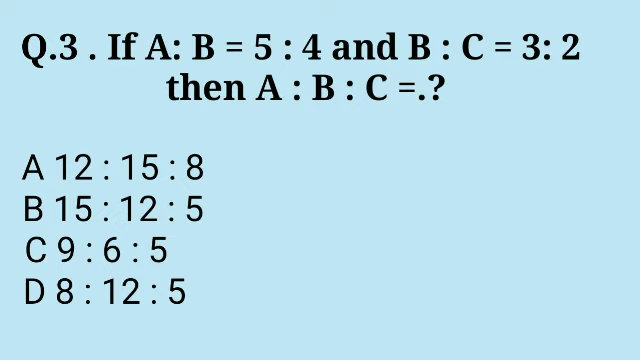 Q.3 . If A: B = 5 : 4 and B : C = 3: 2
then A : B : C =.?
A 12 : 15 : 8
B 15 : 12 : 5
C 9 : 6 : 5
D 8 : 12 : 5